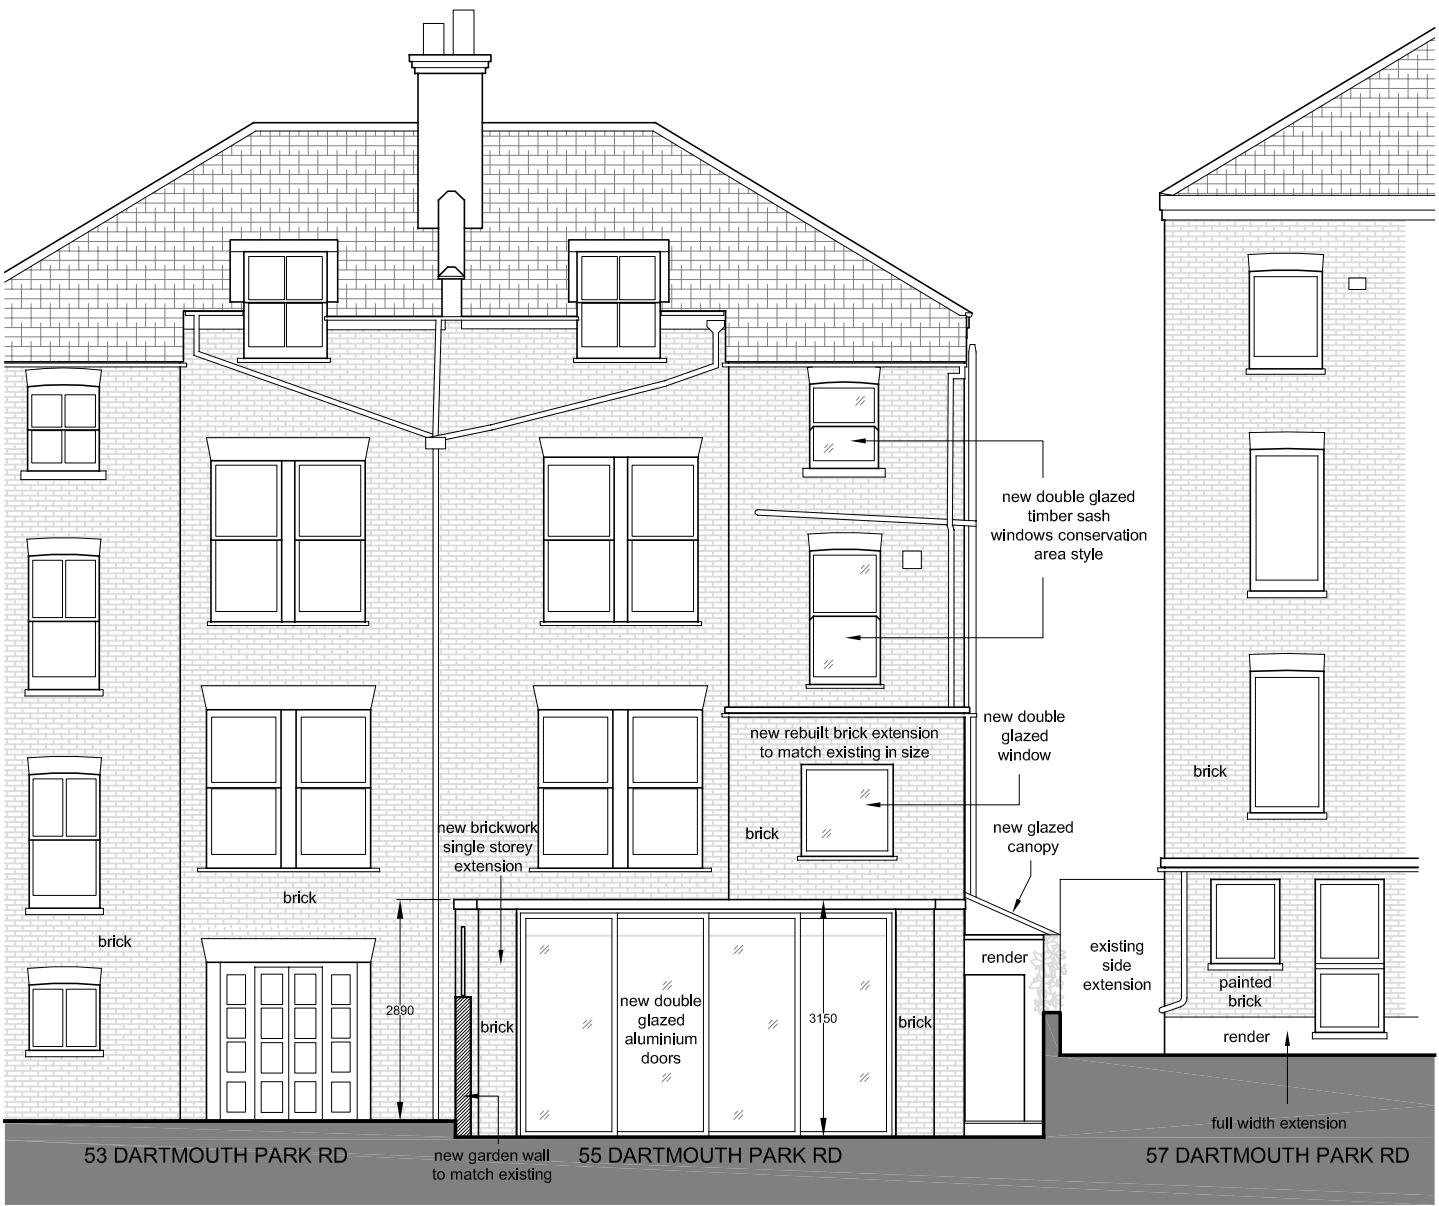 new double glazed
timber sash
windows conservation
area style
new double
glazed
window
new rebuilt brick extension
to match existing in size
brick
brick
new glazed
canopy
new brickwork
single storey
extension
brick
brick
existing
side
extension
render
painted
brick
render
2890
brick
new double
glazed
aluminium
doors
3150
brick
full width extension
53 DARTMOUTH PARK RD
new garden wall
to match existing
55 DARTMOUTH PARK RD
57 DARTMOUTH PARK RD